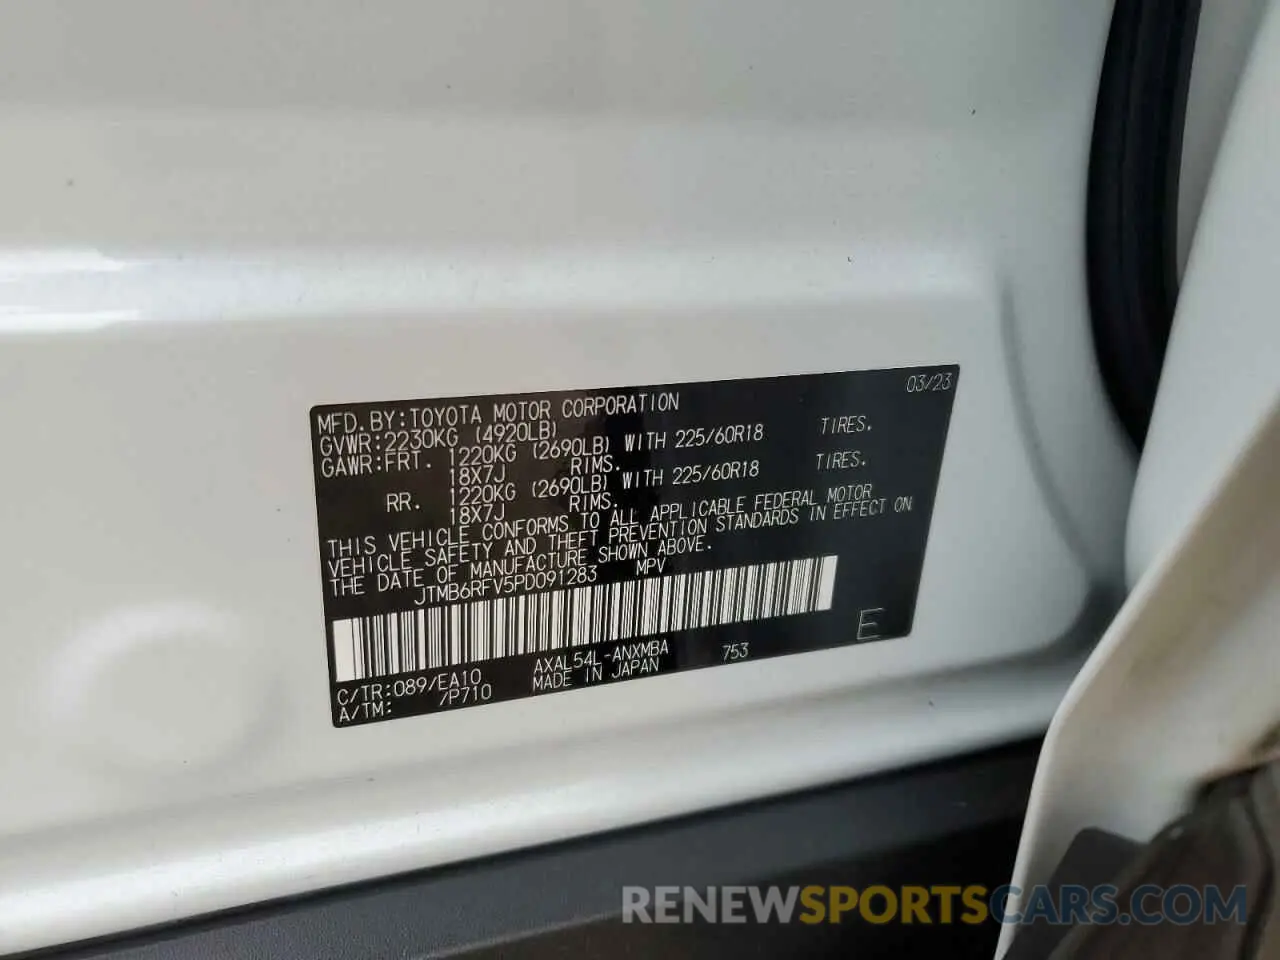 03/23
MFD.BY:TOYOTA MOTOR CORPORATION
GVWR:2230KG (4920LB)
GAWR:FRT. 1220KG (2690LB) WITH 225/60R18 TIRES.
18X7J RIMS.
RR. 1220KG (2690LB) WITH 225/60R18 TIRES.
18X7J RIMS.
THIS VEHICLE CONFORMS TO ALL APPLICABLE FEDERAL MOTOR
VEHICLE SAFETY AND THEFT PREVENTION STANDARDS IN EFFECT ON
THE DATE OF MANUFACTURE SHOWN ABOVE.
JTMB6RFV5PD091283 MPV
E
C/TR:089/EA10 AXAL54L-ANXMBA 753
A/TM: /P710 MADE IN JAPAN
RENEWSPORTSCARS.COM